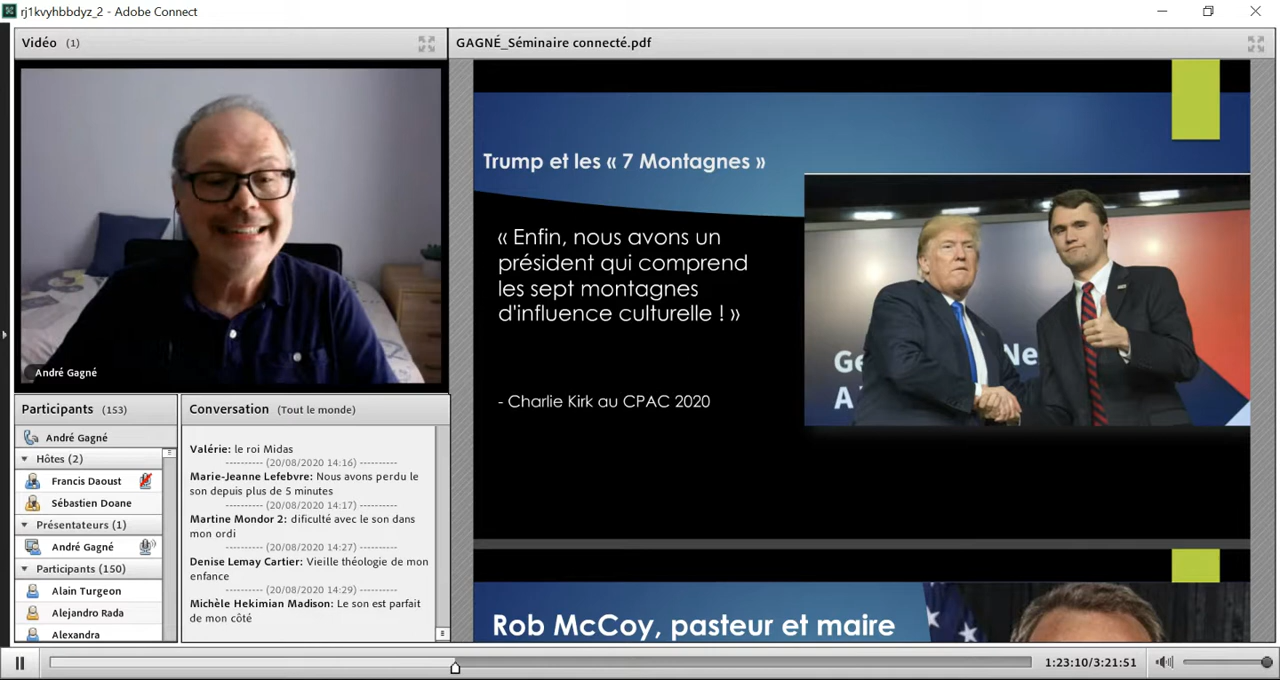 rj1kvyhbbdyz_2 - Adobe Connect
Vidéo (1)
André Gagné
Participants (153)
André Gagné
Hôtes (2)
Francis Daoust
Sébastien Doane
Présentateurs (1)
André Gagné
Participants (150)
Alain Turgeon
Alejandro Rada
Alexandra
Conversation (Tout le monde)
Valérie: le roi Midas
---------- (20/08/2020 14:16) ----------
Marie-Jeanne Lefebvre: Nous avons perdu le
son depuis plus de 5 minutes
---------- (20/08/2020 14:17) ----------
Martine Mondor 2: dificulté avec le son dans
mon ordi
---------- (20/08/2020 14:27) ----------
Denise Lemay Cartier: Vieille théologie de mon
enfance
---------- (20/08/2020 14:29) ----------
Michèle Hekimian Madison: Le son est parfait
de mon côté
GAGNÉ_Séminaire connecté.pdf
Trump et les « 7 Montagnes »
« Enfin, nous avons un
président qui comprend
les sept montagnes
d'influence culturelle ! »
- Charlie Kirk au CPAC 2020
Rob McCoy, pasteur et maire
1:23:10/3:21:51